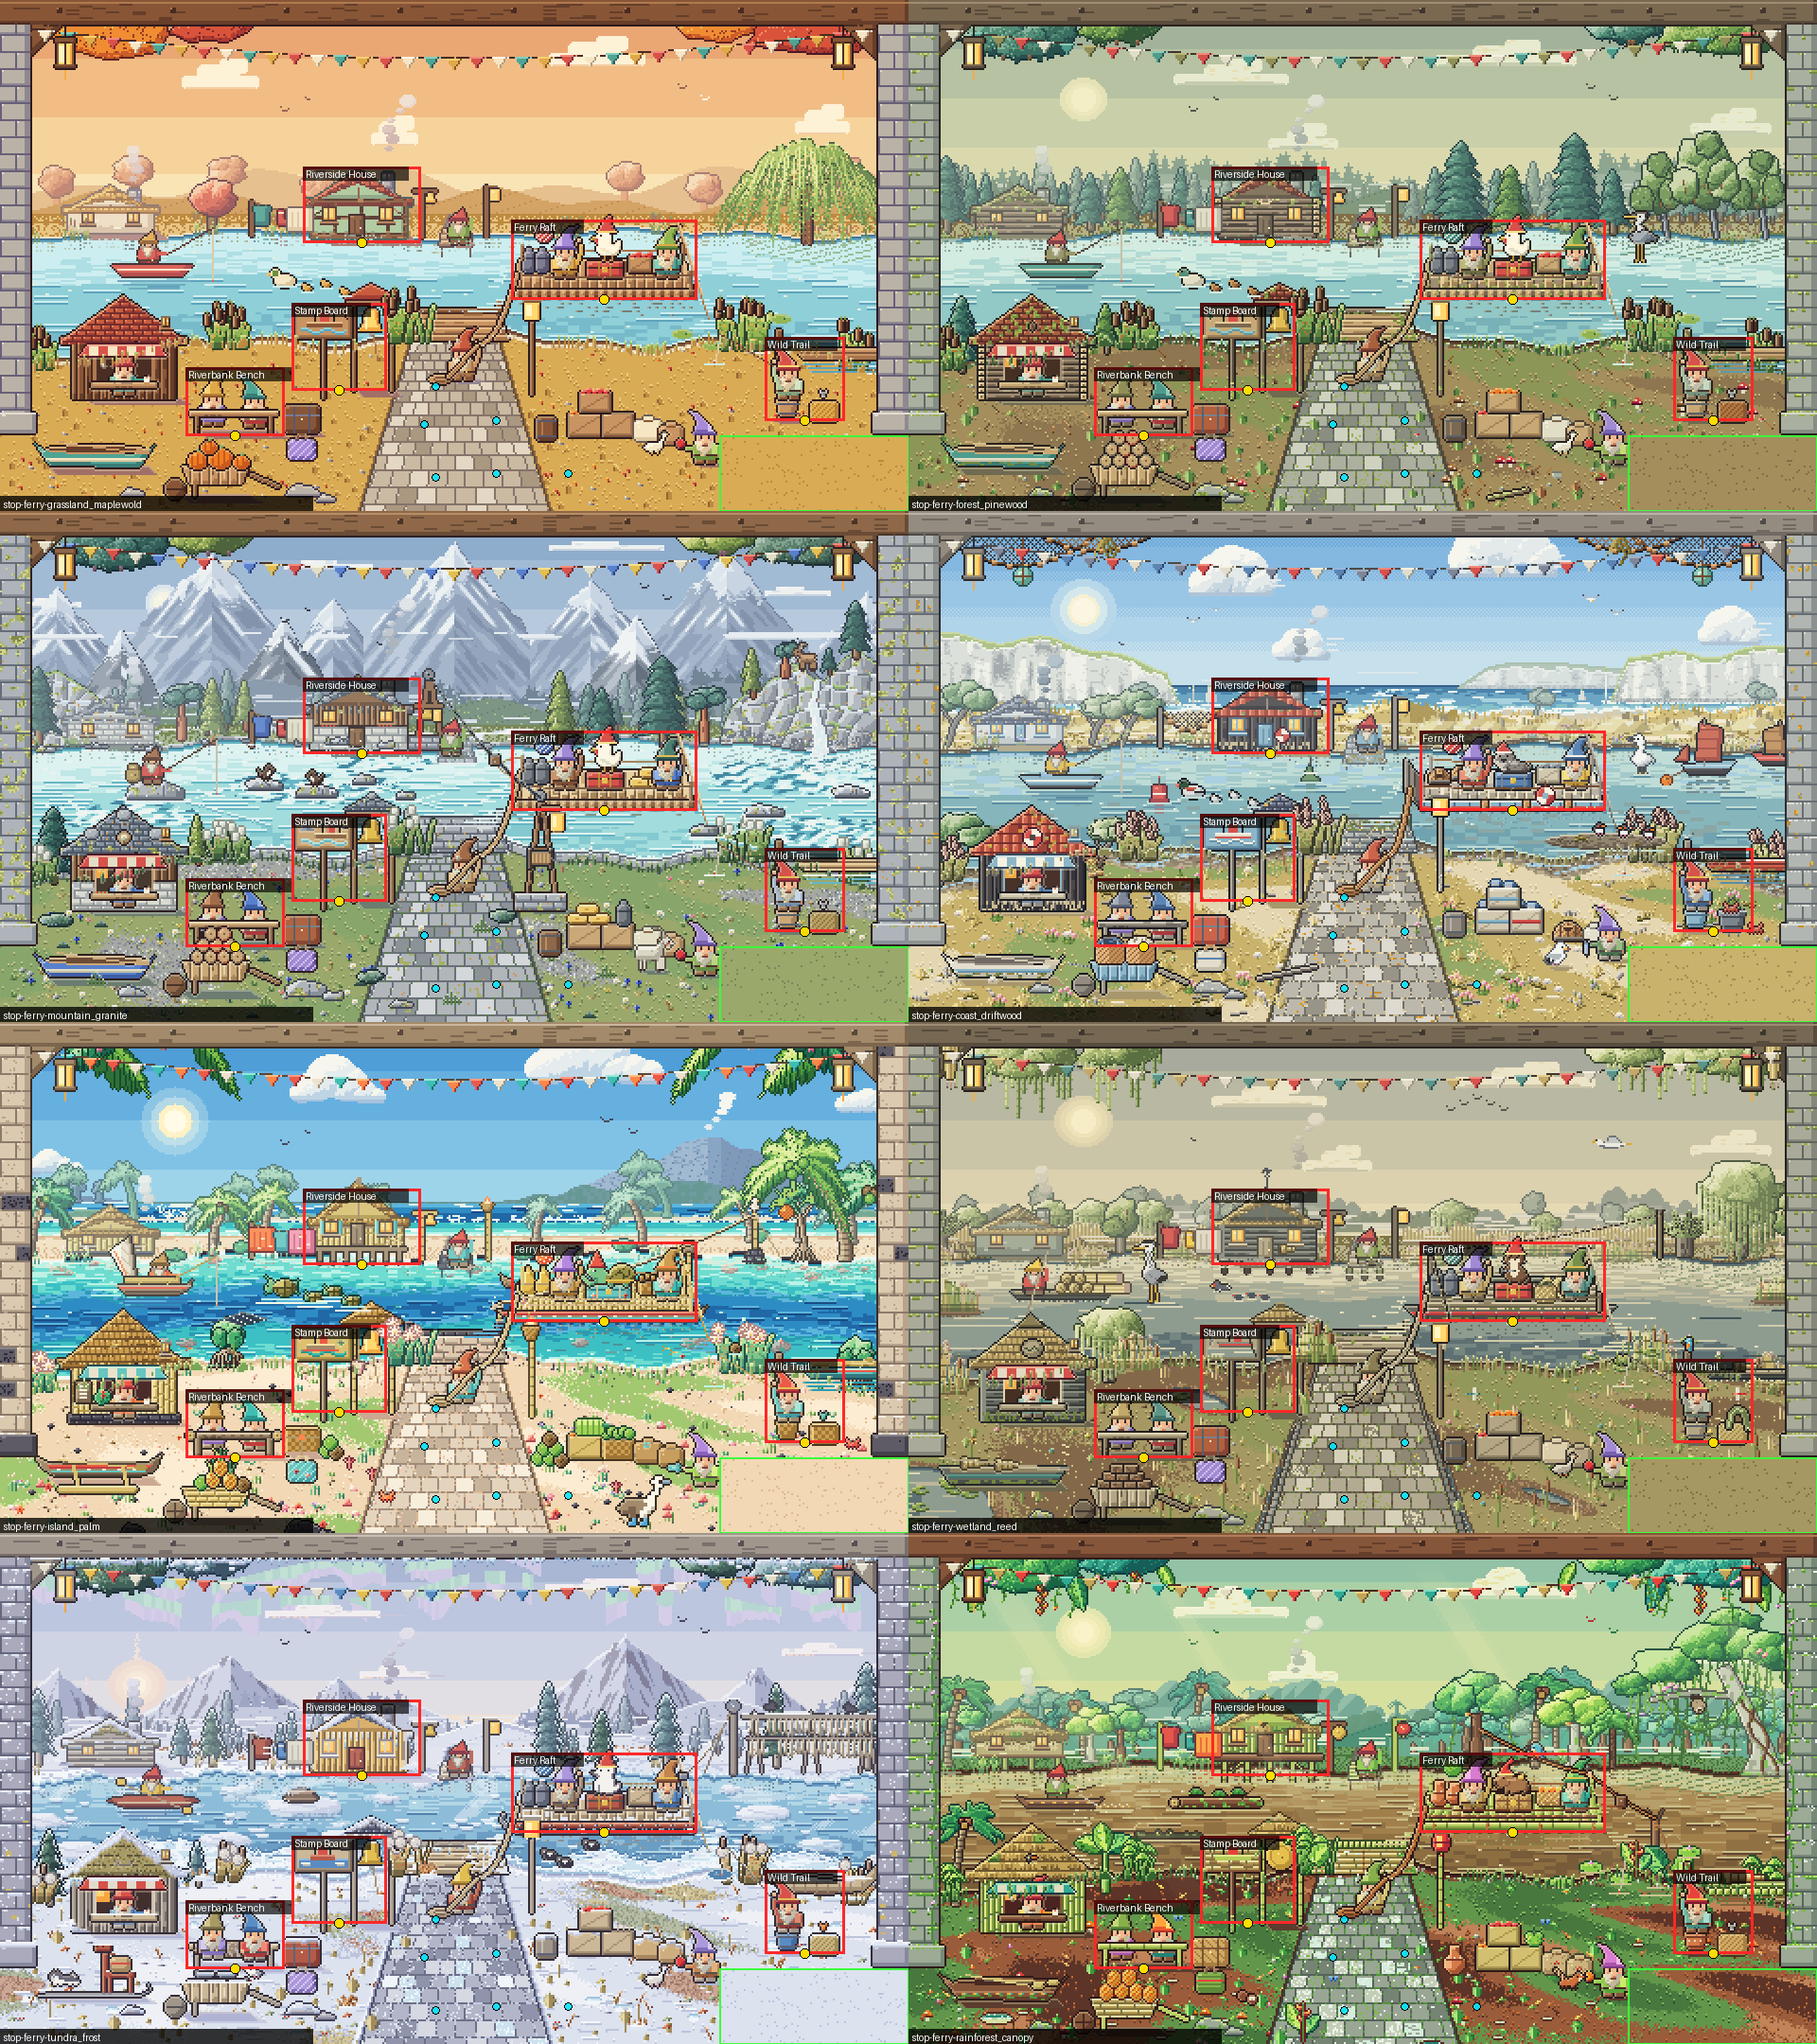 Riverside House
Ferry Raft
Stamp Board
Wild Trail
Riverbank Bench
stop-ferry-grassland_maplewold
Riverside House
Ferry Raft
Stamp Board
Wild Trail
Riverbank Bench
stop-ferry-forest_pinewood
Riverside House
Ferry Raft
Stamp Board
Wild Trail
Riverbank Bench
stop-ferry-mountain_granite
Riverside House
Ferry Raft
Stamp Board
Wild Trail
Riverbank Bench
stop-ferry-coast_driftwood
Riverside House
Ferry Raft
Stamp Board
Wild Trail
Riverbank Bench
stop-ferry-island_palm
Riverside House
Ferry Raft
Stamp Board
Wild Trail
Riverbank Bench
stop-ferry-wetland_reed
Riverside House
Ferry Raft
Stamp Board
Wild Trail
Riverbank Bench
stop-ferry-tundra_frost
Riverside House
Ferry Raft
Stamp Board
Wild Trail
Riverbank Bench
stop-ferry-rainforest_canopy